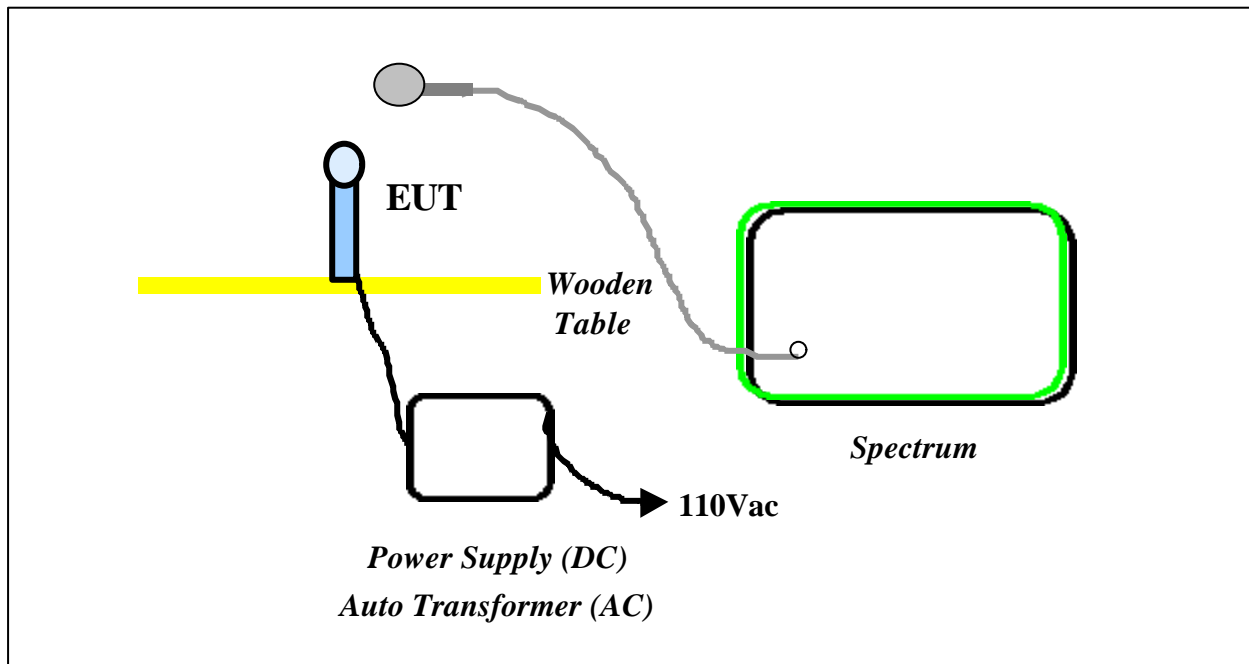 EUT
Wooden
Table
Spectrum
110Vac
Power Supply (DC)
Auto Transformer (AC)